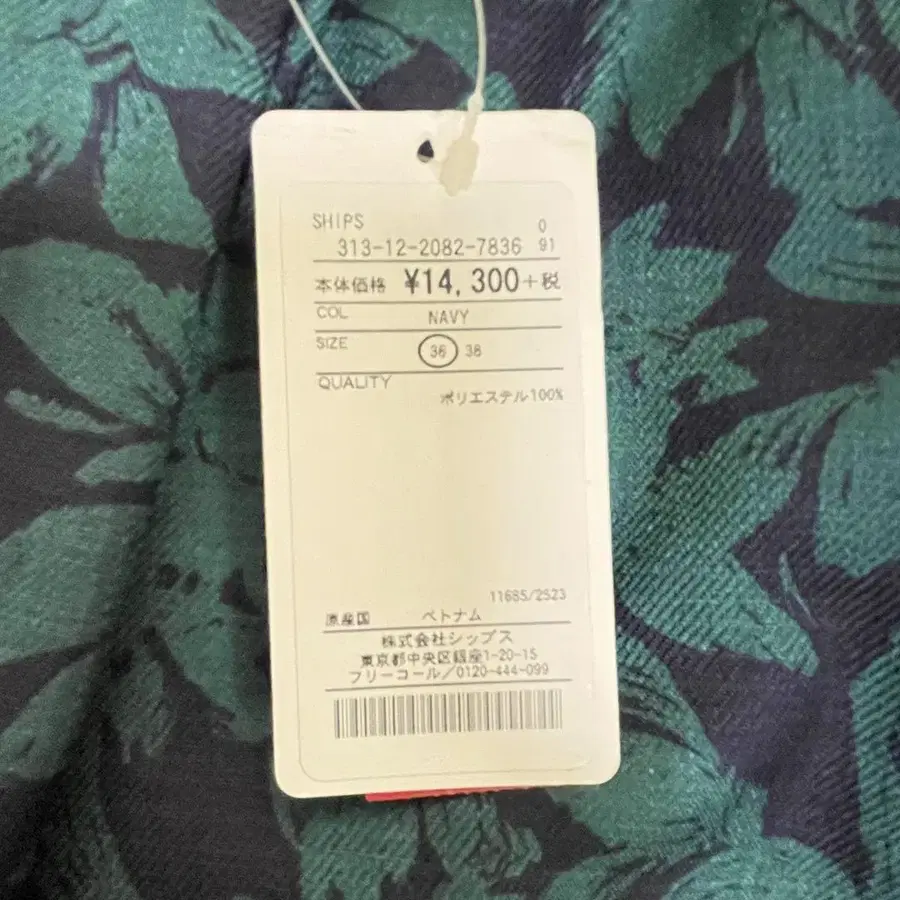 SHIPS 0
313-12-2082-7836 91
本体価格 ¥14,300+税
COL NAVY
SIZE 36 38
QUALITY
ポリエステル100%
11685/2523
原産国 ベトナム
株式会社シップス
東京都中央区銀座1-20-15
フリーコール/0120-444-099